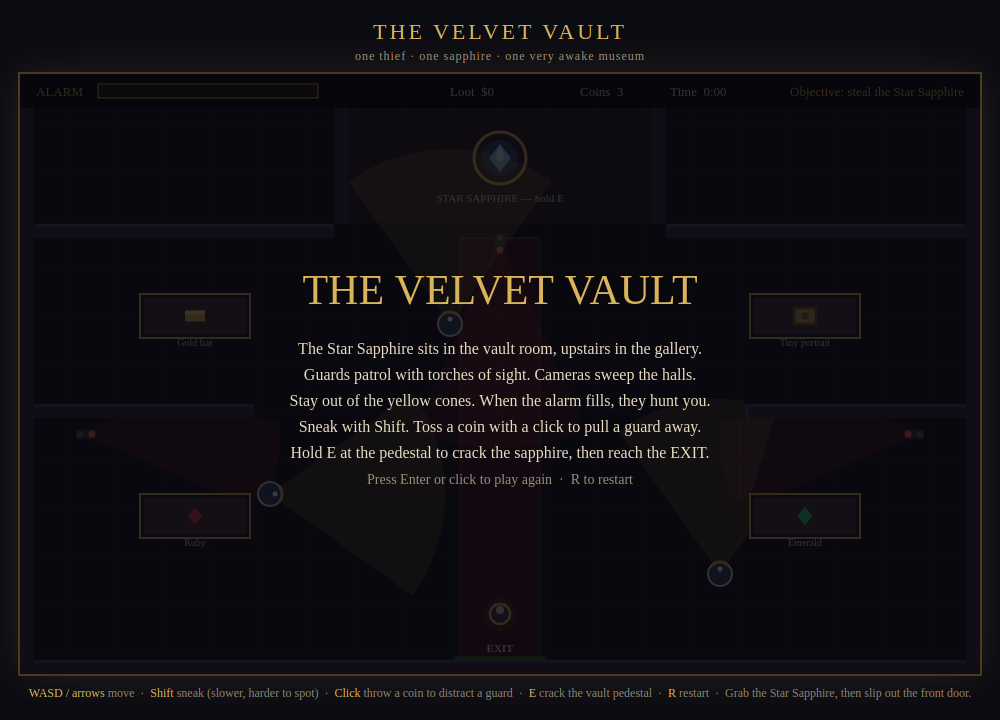 THE VELVET VAULT
one thief · one sapphire · one very awake museum
ALARM Loot $0 Coins 3 Time 0:00 Objective: steal the Star Sapphire
STAR SAPPHIRE — hold E
THE VELVET VAULT
Gold bar
Tiny portrait
The Star Sapphire sits in the vault room, upstairs in the gallery.
Guards patrol with torches of sight. Cameras sweep the halls.
Stay out of the yellow cones. When the alarm fills, they hunt you.
Sneak with Shift. Toss a coin with a click to pull a guard away.
Hold E at the pedestal to crack the sapphire, then reach the EXIT.
Press Enter or click to play again · R to restart
Ruby
Emerald
EXIT
WASD / arrows move · Shift sneak (slower, harder to spot) · Click throw a coin to distract a guard · E crack the vault pedestal · R restart · Grab the Star Sapphire, then slip out the front door.